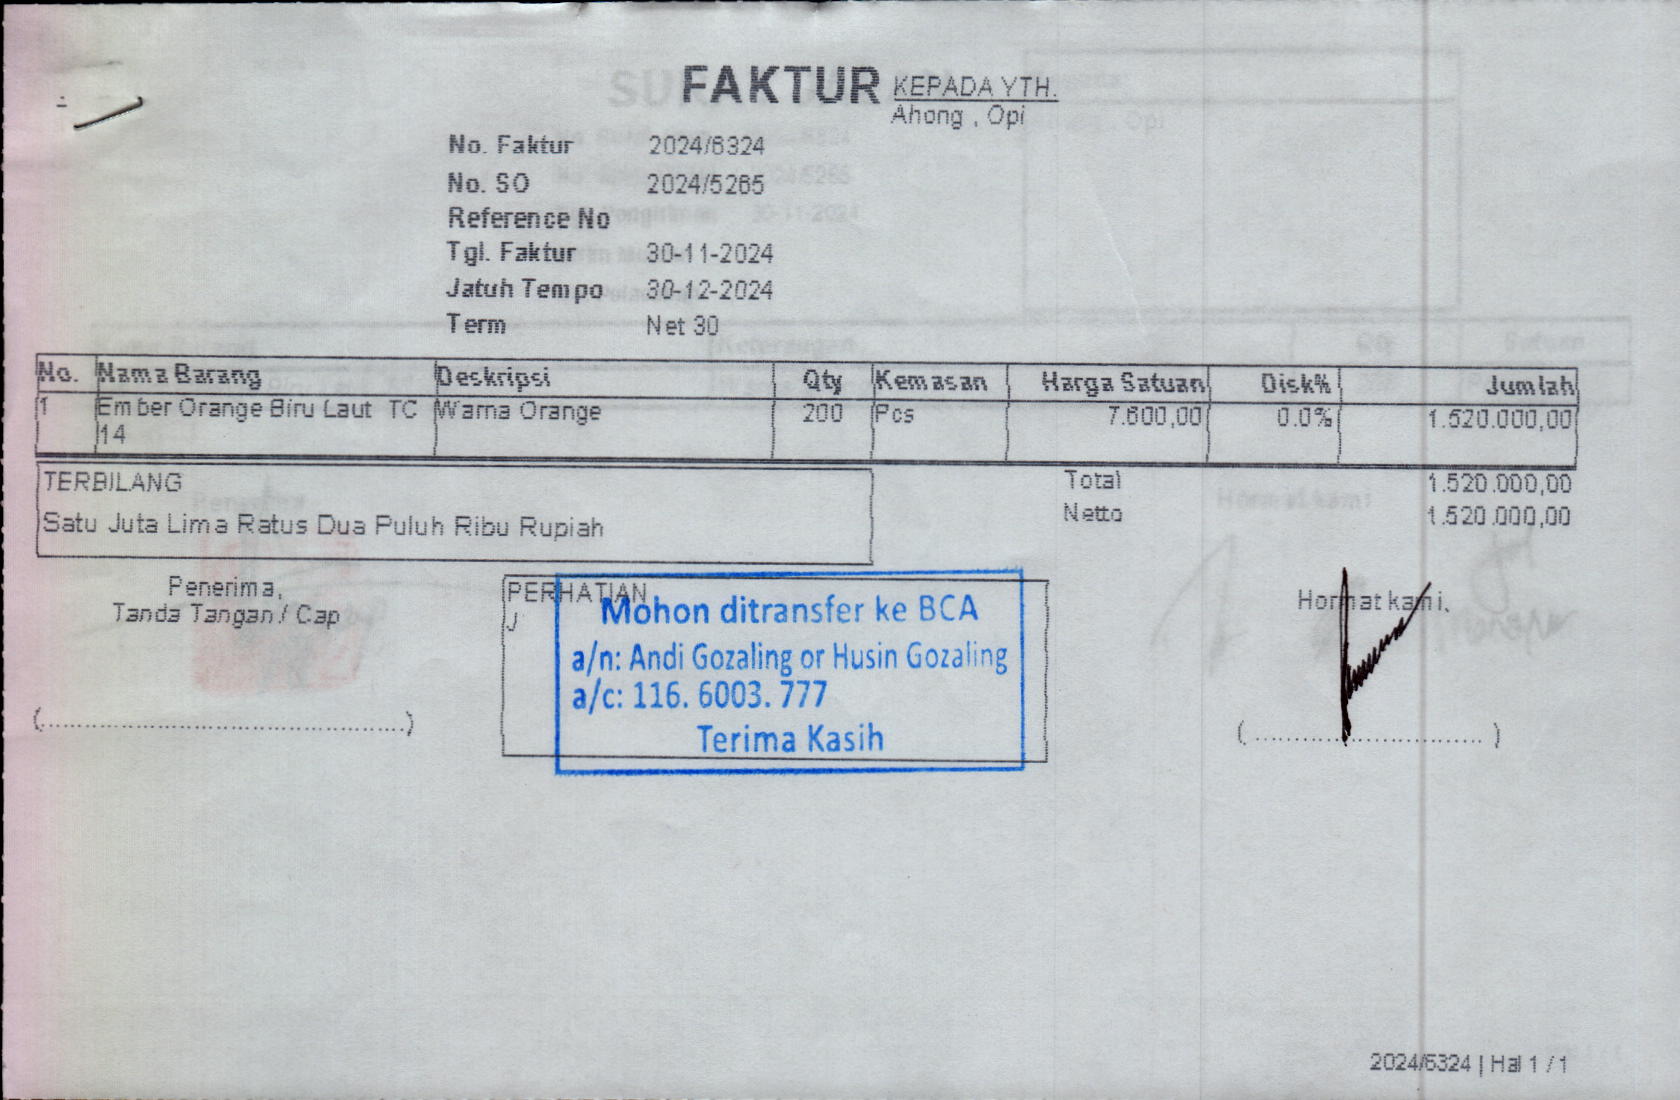 FAKTUR
KEPADA YTH.
Ahong , Opi
No. Faktur 2024/6324
No. SO 2024/5265
Reference No
Tgl. Faktur 30-11-2024
Jatuh Tempo 30-12-2024
Term Net 30
No. Nama Barang Deskripsi Qty Kemasan Harga Satuan Disk% Jumlah
1 Ember Orange Biru Laut TC Warna Orange 200 Pcs 7.600,00 0.0% 1.520.000,00
14
TERBILANG Total 1.520.000,00
Satu Juta Lima Ratus Dua Puluh Ribu Rupiah Netto 1.520.000,00
Penerima,
Tanda Tangan / Cap
PERHATIAN
J
Mohon ditransfer ke BCA
a/n: Andi Gozaling or Husin Gozaling
a/c: 116. 6003. 777
Terima Kasih
Hormat kami,
(............................................)
(.................................)
2024/6324 | Hal 1 / 1